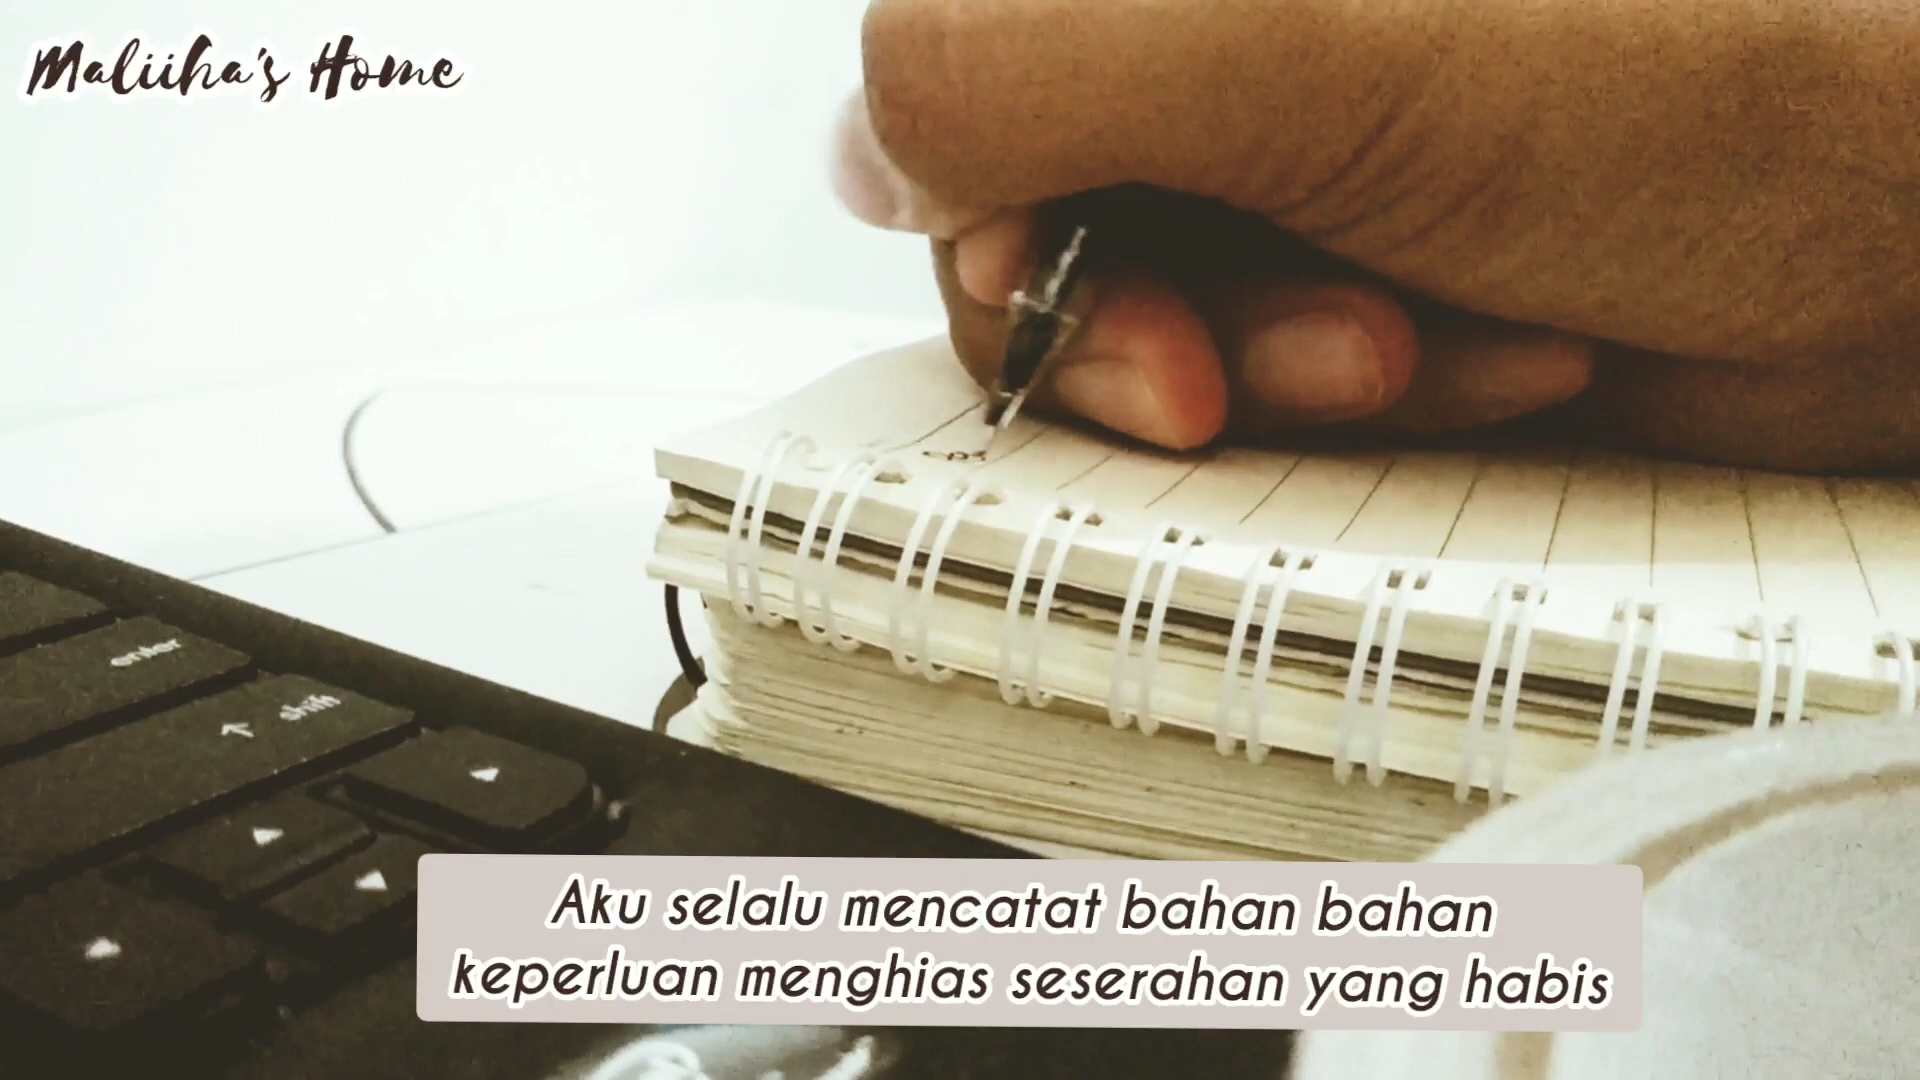 Maliiha's Home
enter
↑ shift
Aku selalu mencatat bahan bahan
keperluan menghias seserahan yang habis